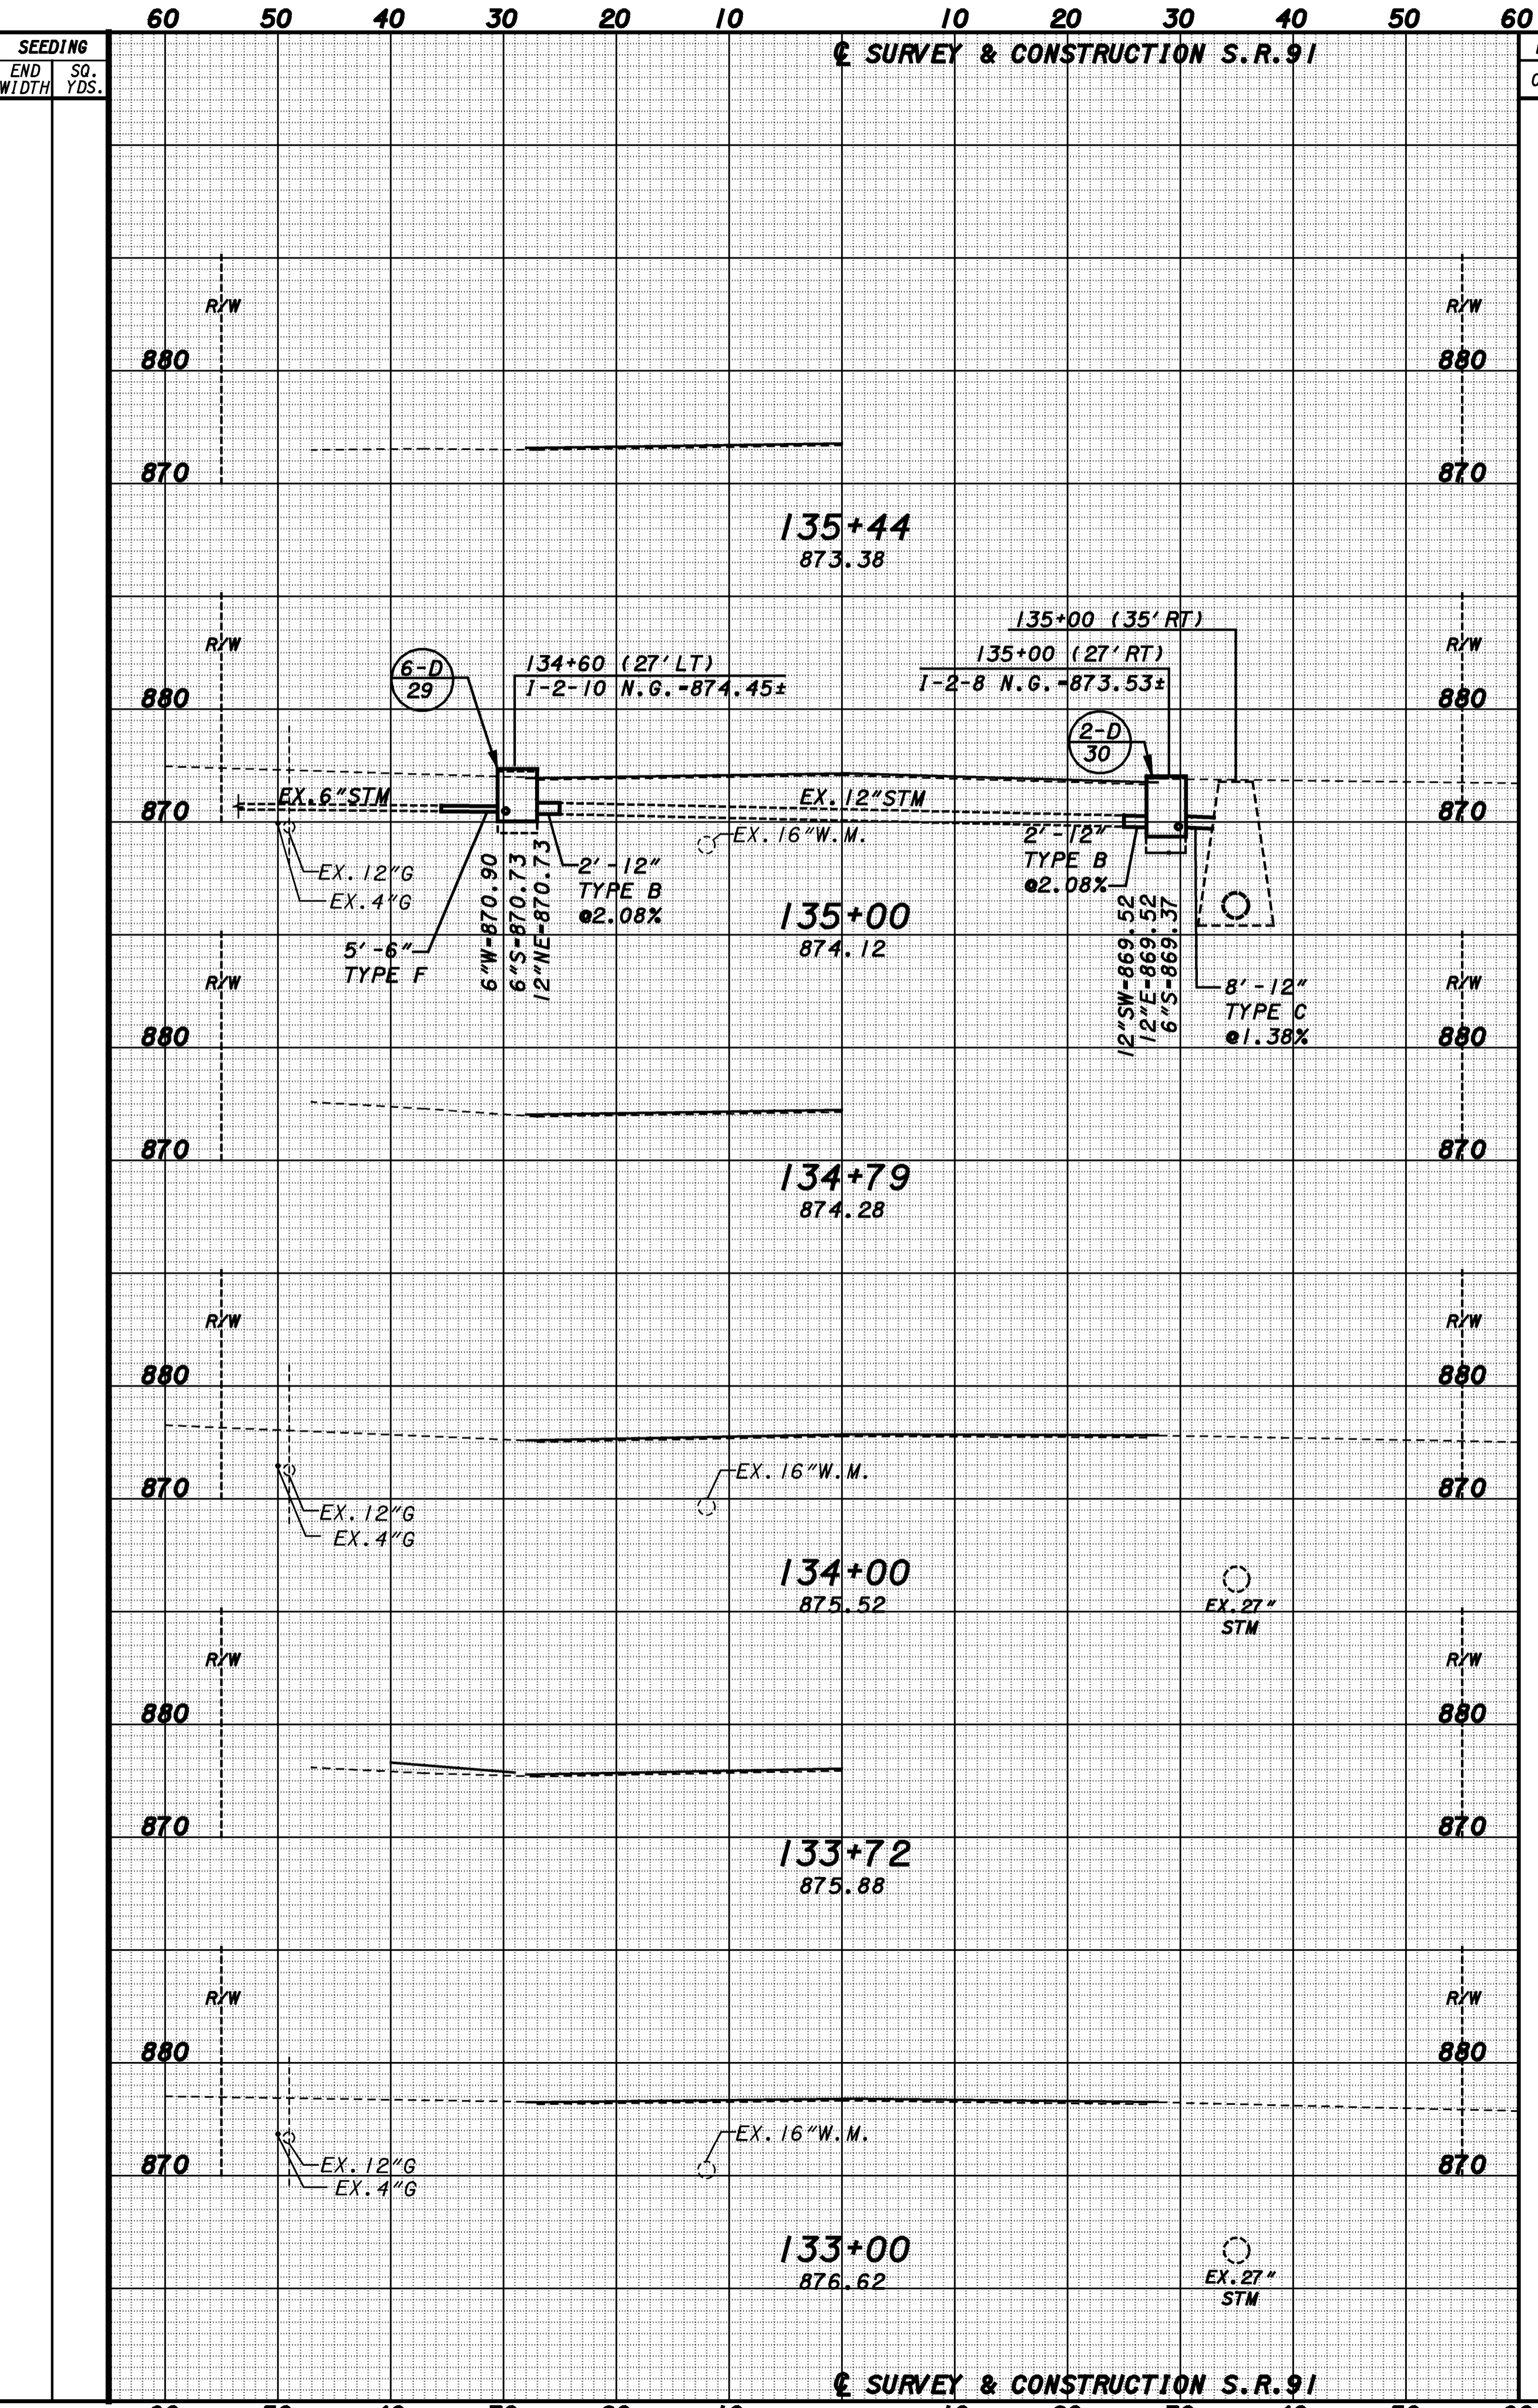 60 50 40 30 20 10 10 20 30 40 50 60
SEEDING
END WIDTH
SQ. YDS.
℄ SURVEY & CONSTRUCTION S.R.91
R/W R/W
880 880
870 870
135+44
873.38
R/W R/W
6-D
29
134+60 (27' LT)
I-2-10 N.G.=874.45±
135+00 (35' RT)
135+00 (27' RT)
I-2-8 N.G.=873.53±
2-D
30
880 880
EX.6"STM
EX.12"STM
870 870
EX.16"W.M.
EX.12"G
EX.4"G
5'-6"
TYPE F
6"W=870.90
6"S=870.73
12"NE=870.73
2'-12"
TYPE B
@2.08%
2'-12"
TYPE B
@2.08%
12"SW=869.52
12"E=869.52
6"S=869.37
8'-12"
TYPE C
@1.38%
135+00
874.12
R/W R/W
880 880
870 870
134+79
874.28
R/W R/W
880 880
870 870
EX.16"W.M.
EX.12"G
EX.4"G
134+00
875.52
EX.27"
STM
R/W R/W
880 880
870 870
133+72
875.88
R/W R/W
880 880
EX.16"W.M.
870 870
EX.12"G
EX.4"G
133+00
876.62
EX.27"
STM
℄ SURVEY & CONSTRUCTION S.R.91